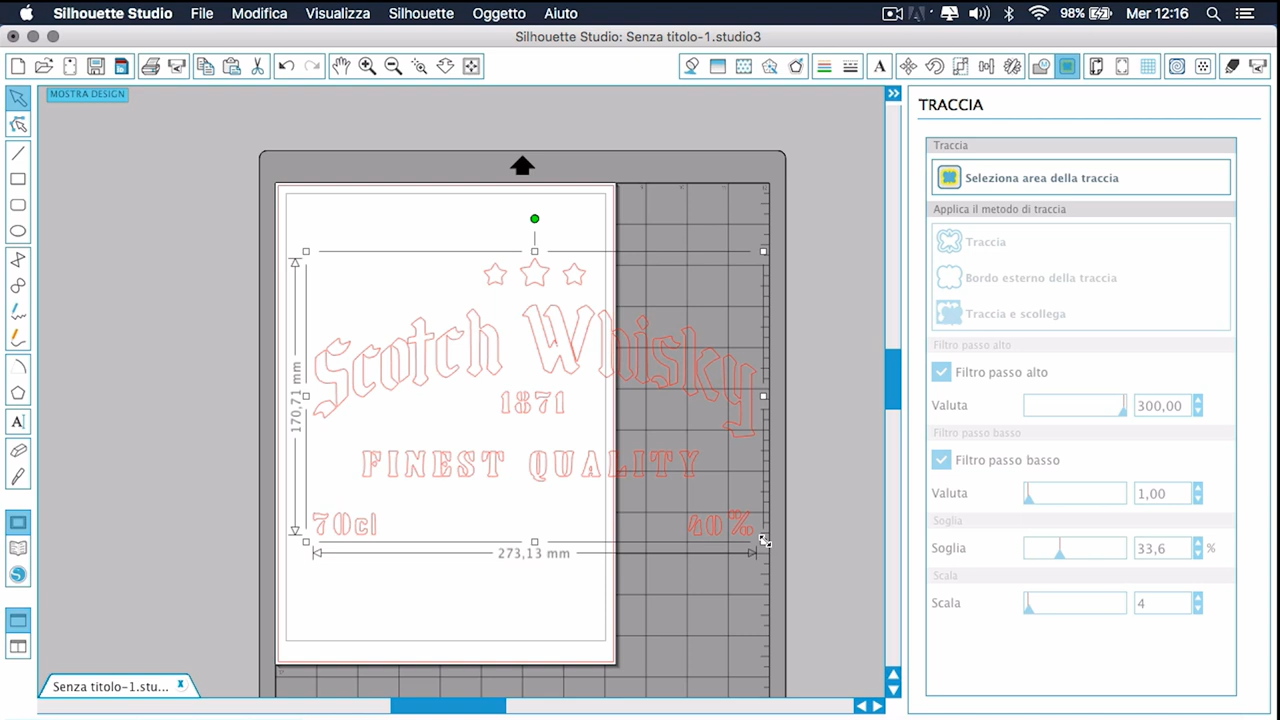 Silhouette Studio File Modifica Visualizza Silhouette Oggetto Aiuto 98% Mer 12:16
Silhouette Studio: Senza titolo-1.studio3
MOSTRA DESIGN
TRACCIA
Traccia
Seleziona area della traccia
Applica il metodo di traccia
Traccia
Bordo esterno della traccia
Traccia e scollega
Filtro passo alto
Filtro passo alto
Valuta 300,00
Filtro passo basso
Filtro passo basso
Valuta 1,00
Soglia
Soglia 33,6 %
Scala
Scala 4
Scotch Whisky
1871
FINEST QUALITY
70cl 40%
170,71 mm
273,13 mm
Senza titolo-1.stu... x